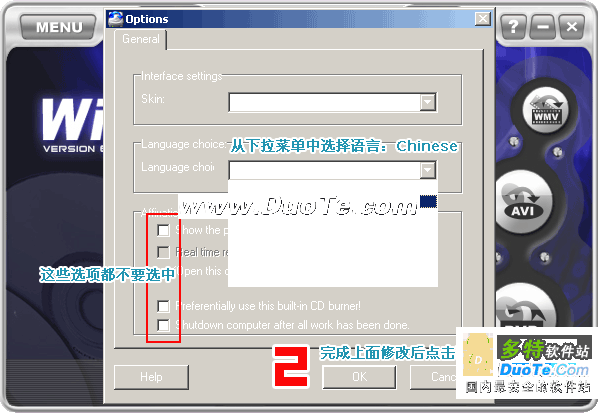 MENU
Options
General
Interface settings
Skin:
Language choice
从下拉菜单中选择语言：Chinese
Language choi
www.DuoTe.com
Show the p
Real time re
这些选项都不要选中
Open this
Preferentially use this built-in CD burner!
Shutdown computer after all work has been done.
2
完成上面修改后点击
Help
OK
Canc
Wi
VERSION
WMV
AVI
多特软件站
DuoTe.Com
国内最安全的软件站